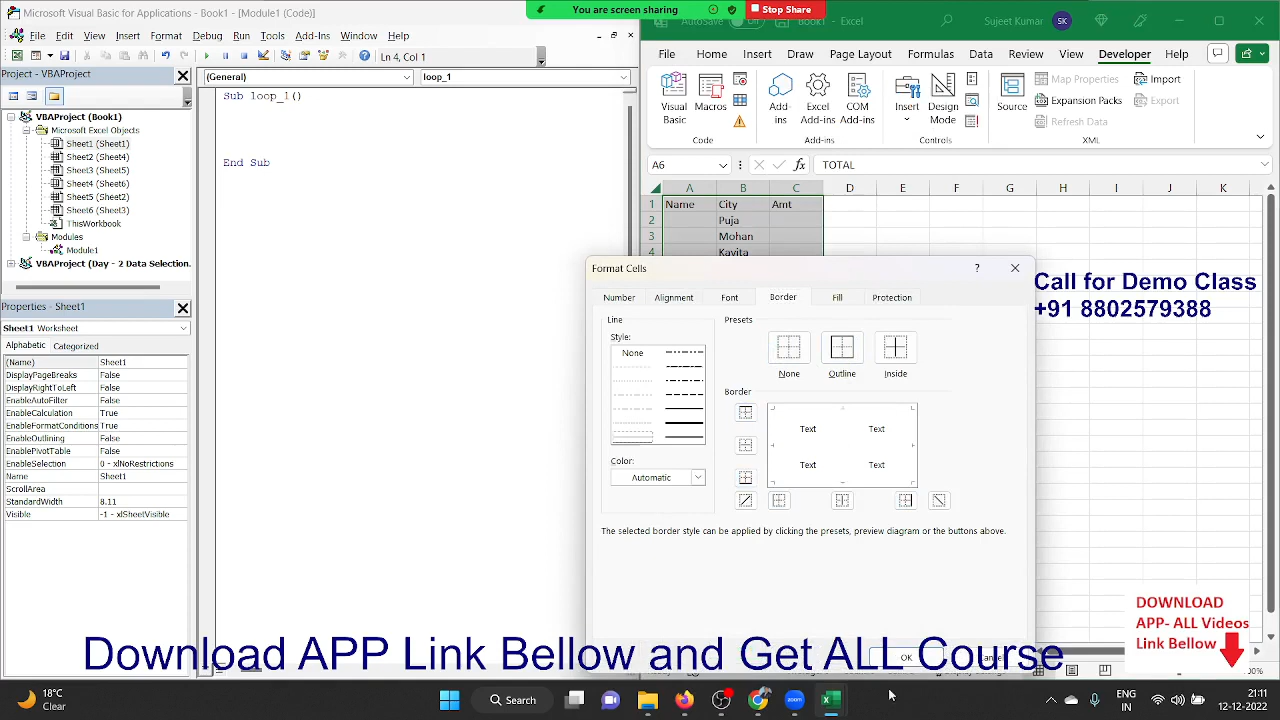 Microsoft Visual Basic for Applications - Book1 - [Module1 (Code)]
You are screen sharing
Stop Share
AutoSave
Book1 - Excel
Sujeet Kumar
SK
Edit
View
Insert
Format
Debug
Run
Tools
Add-Ins
Window
Help
Ln 4, Col 1
File
Home
Insert
Draw
Page Layout
Formulas
Data
Review
View
Developer
Help
Project - VBAProject
(General)
loop_1
Visual Basic
Macros
Code
Add-ins
Excel Add-ins
COM Add-ins
Add-ins
Insert
Design Mode
Controls
Source
Map Properties
Expansion Packs
Refresh Data
Import
Export
XML
VBAProject (Book1)
Microsoft Excel Objects
Sheet1 (Sheet1)
Sheet2 (Sheet4)
Sheet3 (Sheet5)
Sheet4 (Sheet6)
Sheet5 (Sheet2)
Sheet6 (Sheet3)
ThisWorkbook
Modules
Module1
VBAProject (Day - 2 Data Selection.
Sub loop_1()
End Sub
A6
fx
TOTAL
A B C D E F G H I J K
1 Name City Amt
2 Puja
3 Mohan
4 Kavita
Properties - Sheet1
Sheet1 Worksheet
Alphabetic
Categorized
(Name) Sheet1
DisplayPageBreaks False
DisplayRightToLeft False
EnableAutoFilter False
EnableCalculation True
EnableFormatConditions True
EnableOutlining False
EnablePivotTable False
EnableSelection 0 - xlNoRestrictions
Name Sheet1
ScrollArea
StandardWidth 8.11
Visible -1 - xlSheetVisible
Format Cells
?
Number
Alignment
Font
Border
Fill
Protection
Line
Style:
None
Color:
Automatic
Presets
None
Outline
Inside
Border
Text Text
Text Text
The selected border style can be applied by clicking the presets, preview diagram or the buttons above.
OK
Cancel
Call for Demo Class
+91 8802579388
DOWNLOAD
APP- ALL Videos
Link Bellow
Download APP Link Bellow and Get ALL Course
18°C
Clear
Search
zoom
ENG
IN
21:11
12-12-2022